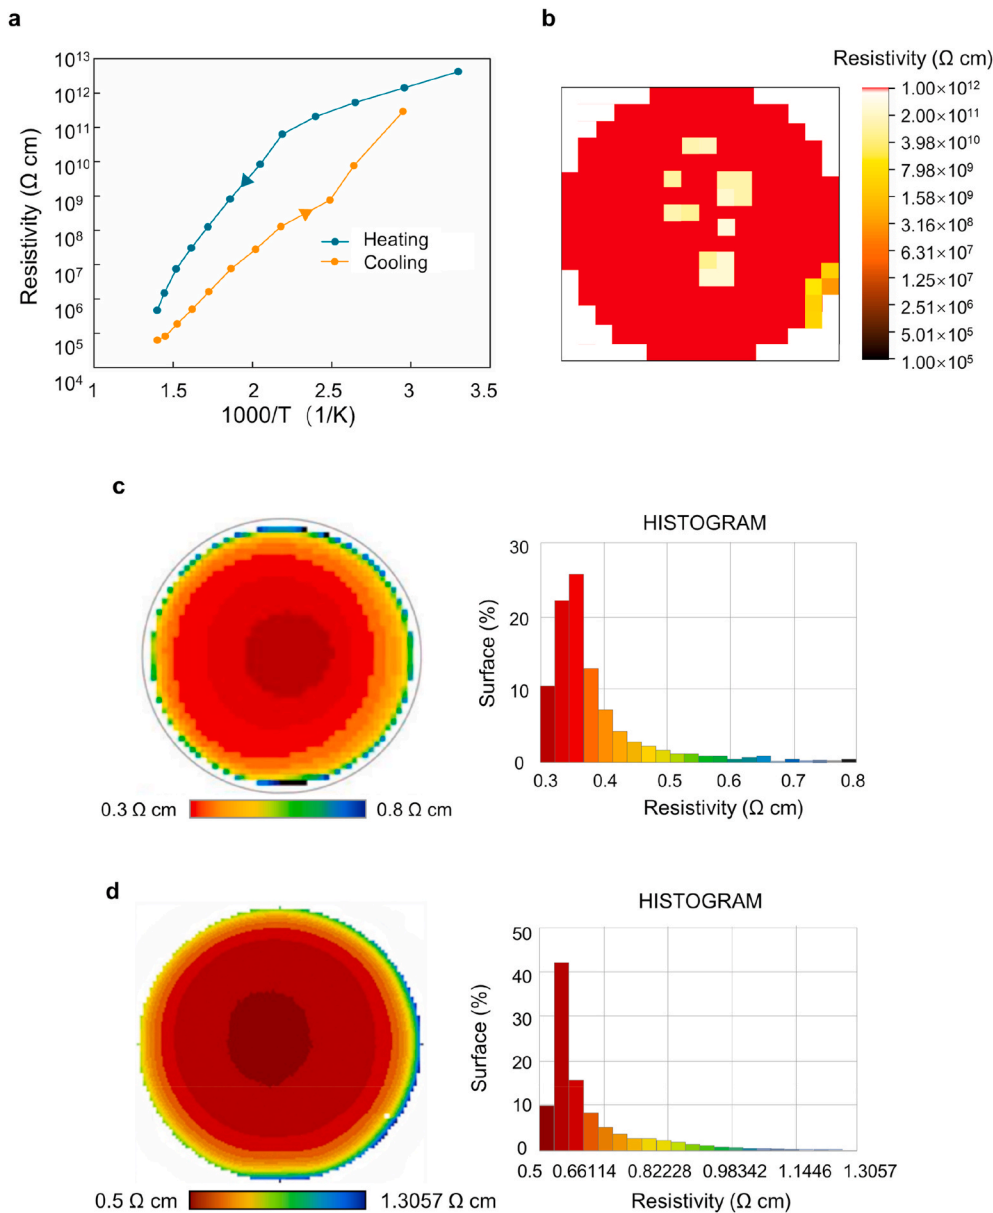 a
10¹³
10¹²
10¹¹
10¹⁰
10⁹
10⁸
10⁷
10⁶
10⁵
10⁴
Resistivity (Ω cm)
Heating
Cooling
1 1.5 2 2.5 3 3.5
1000/T (1/K)
b
Resistivity (Ω cm)
1.00×10¹²
2.00×10¹¹
3.98×10¹⁰
7.98×10⁹
1.58×10⁹
3.16×10⁸
6.31×10⁷
1.25×10⁷
2.51×10⁶
5.01×10⁵
1.00×10⁵
c
0.3 Ω cm 0.8 Ω cm
HISTOGRAM
30
20
10
0
Surface (%)
0.3 0.4 0.5 0.6 0.7 0.8
Resistivity (Ω cm)
d
0.5 Ω cm 1.3057 Ω cm
HISTOGRAM
50
40
30
20
10
0
Surface (%)
0.5 0.66114 0.82228 0.98342 1.1446 1.3057
Resistivity (Ω cm)